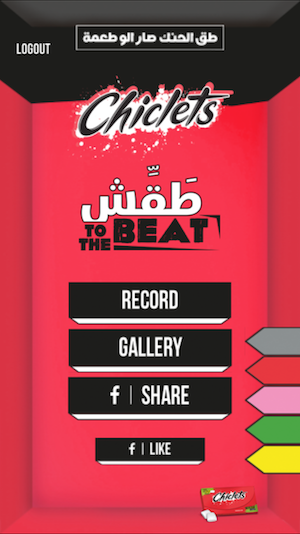 طق الحنك صار الو طعمة
LOGOUT
Chiclets
طَقِّش
TO THE BEAT
RECORD
GALLERY
f | SHARE
f | LIKE
Chiclets